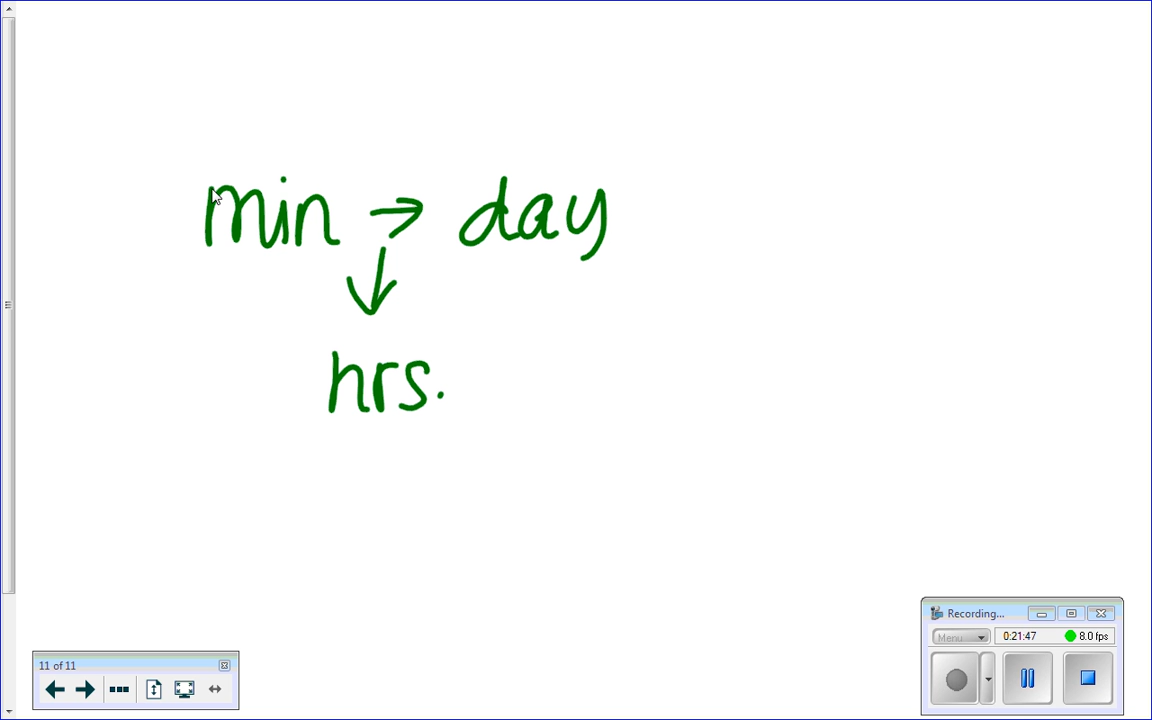 min → day
↓
hrs.
Recording...
Menu 0:21:47 8.0 fps
11 of 11